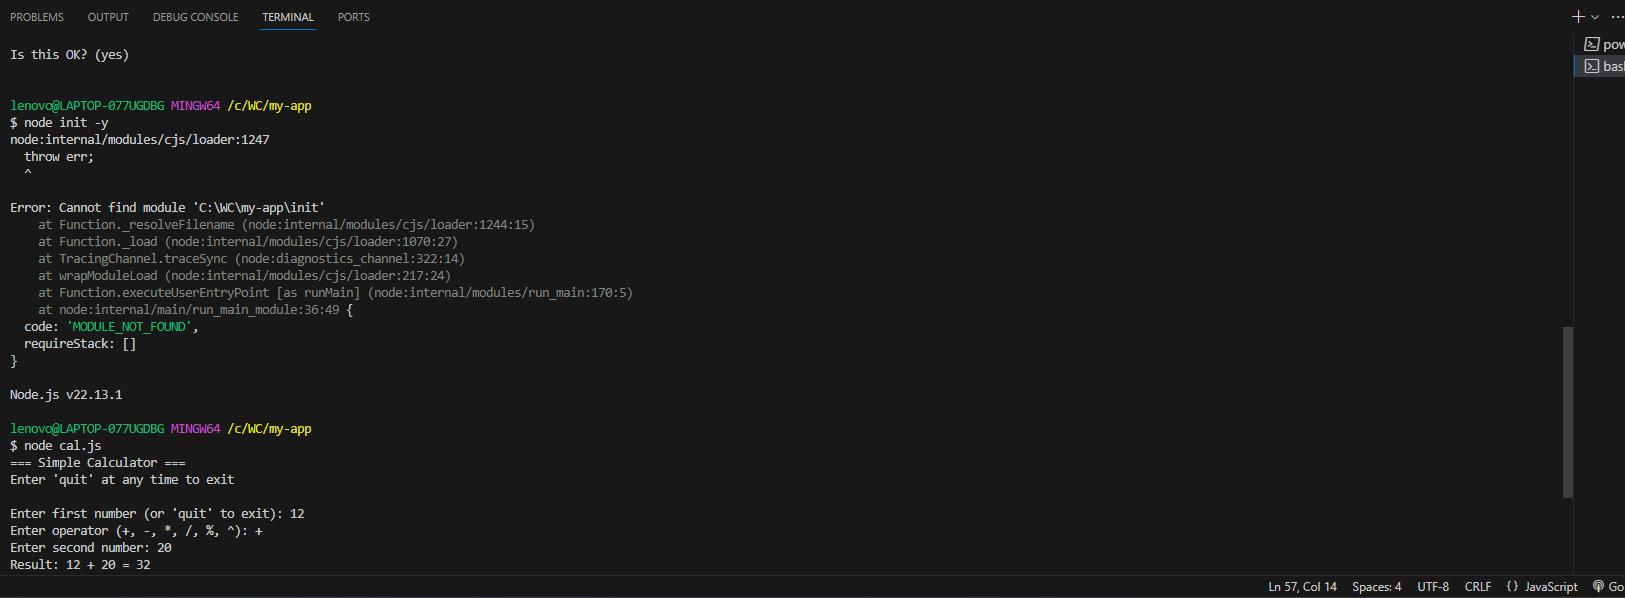 PROBLEMS OUTPUT DEBUG CONSOLE TERMINAL PORTS
Is this OK? (yes)
lenovo@LAPTOP-077UGDBG MINGW64 /c/WC/my-app
$ node init -y
node:internal/modules/cjs/loader:1247
throw err;
^
Error: Cannot find module 'C:\WC\my-app\init'
at Function._resolveFilename (node:internal/modules/cjs/loader:1244:15)
at Function._load (node:internal/modules/cjs/loader:1070:27)
at TracingChannel.traceSync (node:diagnostics_channel:322:14)
at wrapModuleLoad (node:internal/modules/cjs/loader:217:24)
at Function.executeUserEntryPoint [as runMain] (node:internal/modules/run_main:170:5)
at node:internal/main/run_main_module:36:49 {
code: 'MODULE_NOT_FOUND',
requireStack: []
}
Node.js v22.13.1
lenovo@LAPTOP-077UGDBG MINGW64 /c/WC/my-app
$ node cal.js
=== Simple Calculator ===
Enter 'quit' at any time to exit
Enter first number (or 'quit' to exit): 12
Enter operator (+, -, *, /, %, ^): +
Enter second number: 20
Result: 12 + 20 = 32
pow
bas
Ln 57, Col 14 Spaces: 4 UTF-8 CRLF {} JavaScript Go